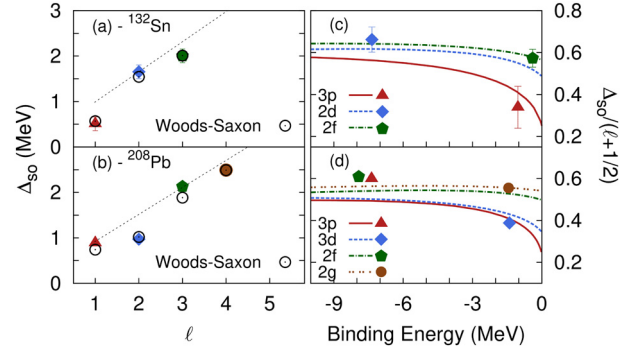 (a) - ¹³²Sn
Woods-Saxon
3
2
1
0
(b) - ²⁰⁸Pb
Woods-Saxon
3
2
1
0
Δso (MeV)
1 2 3 4 5
ℓ
(c)
3p
2d
2f
0.8
0.6
0.4
0.2
(d)
3p
3d
2f
2g
0.6
0.4
0.2
Δso/(ℓ+1/2)
-9 -6 -3 0
Binding Energy (MeV)